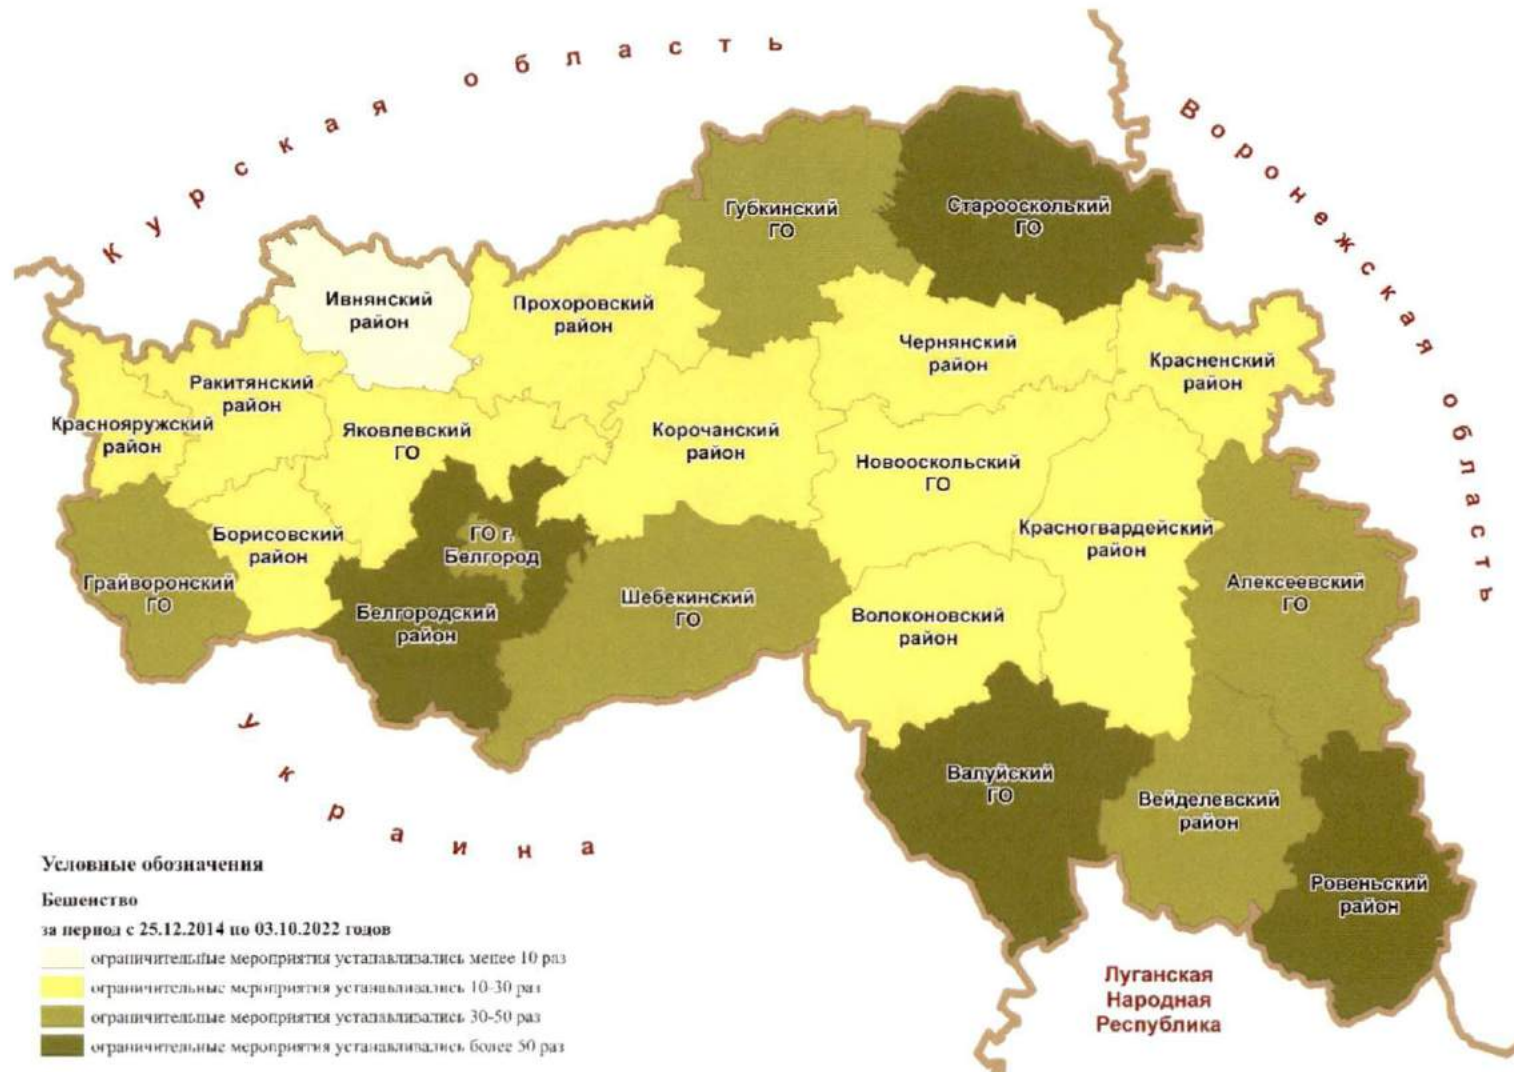 Курская область
Воронежская область
Губкинский
ГО
Старооскольский
ГО
Ивнянский
район
Прохоровский
район
Чернянский
район
Красненский
район
Ракитянский
район
Краснояружский
район
Яковлевский
ГО
Корочанский
район
Новооскольский
ГО
Красногвардейский
район
Борисовский
район
ГО г.
Белгород
Грайворонский
ГО
Белгородский
район
Шебекинский
ГО
Волоконовский
район
Алексеевский
ГО
Валуйский
ГО
Вейделевский
район
Ровеньский
район
Украина
Луганская
Народная
Республика
Условные обозначения
Бешенство
за период с 25.12.2014 по 03.10.2022 годов
ограничительные мероприятия устанавливались менее 10 раз
ограничительные мероприятия устанавливались 10-30 раз
ограничительные мероприятия устанавливались 30-50 раз
ограничительные мероприятия устанавливались более 50 раз